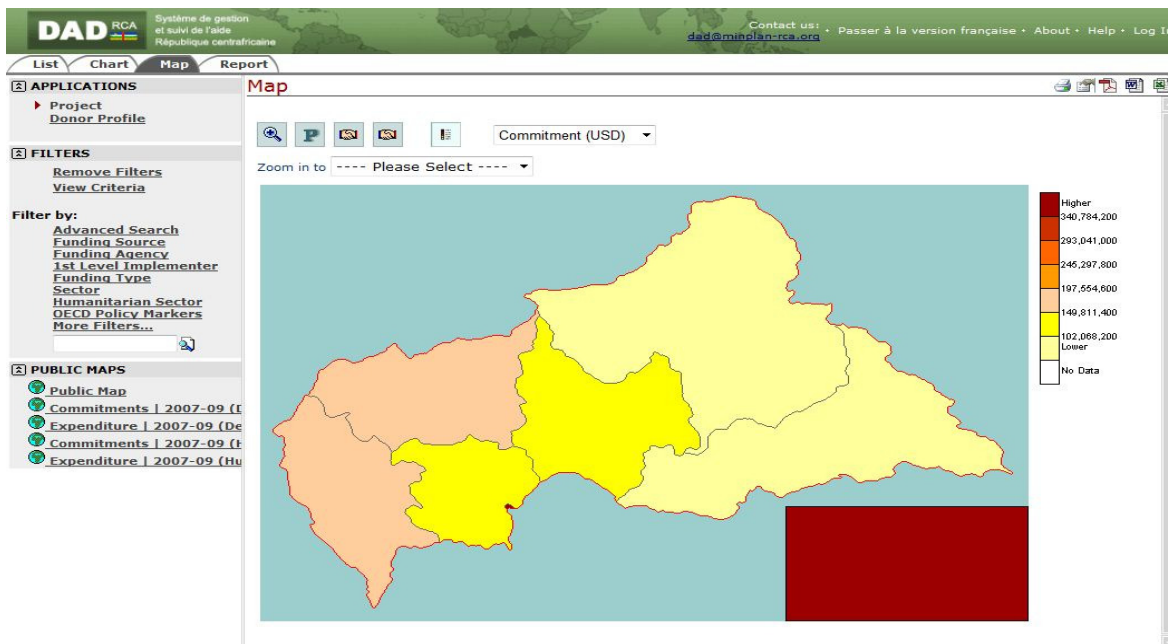 DAD RCA
Système de gestion
et suivi de l'aide
République centrafricaine
Contact us:
dad@minplan-rca.org • Passer à la version française • About • Help • Log In
List Chart Map Report
APPLICATIONS
Project
Donor Profile
FILTERS
Remove Filters
View Criteria
Filter by:
Advanced Search
Funding Source
Funding Agency
1st Level Implementer
Funding Type
Sector
Humanitarian Sector
OECD Policy Markers
More Filters...
PUBLIC MAPS
Public Map
Commitments | 2007-09 (D
Expenditure | 2007-09 (De
Commitments | 2007-09 (H
Expenditure | 2007-09 (Hu
Map
P
Commitment (USD)
Zoom in to ---- Please Select ----
Higher
340,784,200
293,041,000
245,297,800
197,554,600
149,811,400
102,068,200
Lower
No Data